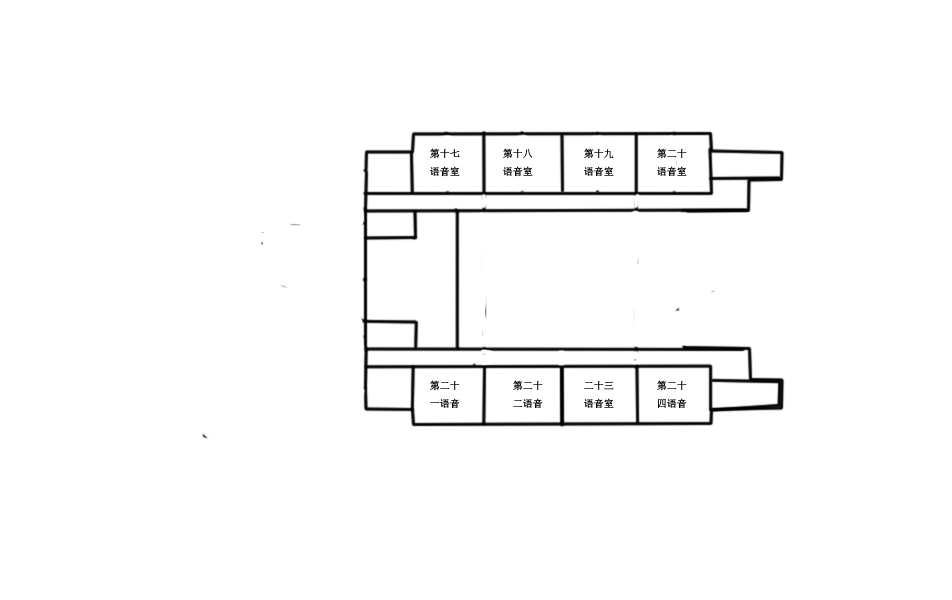 第十七
语音室
第十八
语音室
第十九
语音室
第二十
语音室
第二十
一语音
第二十
二语音
二十三
语音室
第二十
四语音